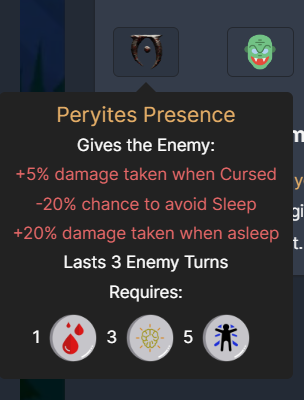 Peryites Presence
Gives the Enemy:
+5% damage taken when Cursed
-20% chance to avoid Sleep
+20% damage taken when asleep
Lasts 3 Enemy Turns
Requires:
1 3 5